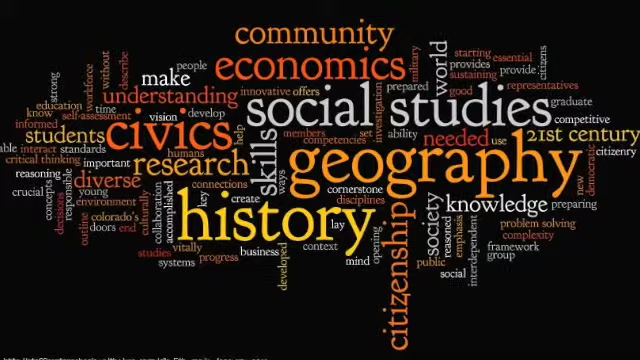 community
economics
world
starting
essential
citizens
provides
provide
sustaining
military
people
make
describe
without
workforce
strong
understanding
innovative
offers
investigation
prepared
good
representatives
education
time
know
self-assessment
vision
develop
social studies
graduate
competitive
informed
students
civics
help
skills
members
competencies
set
ability
needed
use
21st century
able
interact
standards
humans
geography
citizenry
critical thinking
important
research
ways
democratic
new
reasoning
diverse
connections
cornerstone
disciplines
crucial
concepts
decisions
responsible
young
environment
culturally
collaboration
accomplished
key
create
history
lay
society
knowledge
preparing
outline
colorado's
doors
end
reasoned
emphasis
interdependent
problem solving
complexity
framework
group
studies
vitally
systems
progress
business
developed
context
mind
opening
citizenship
public
social